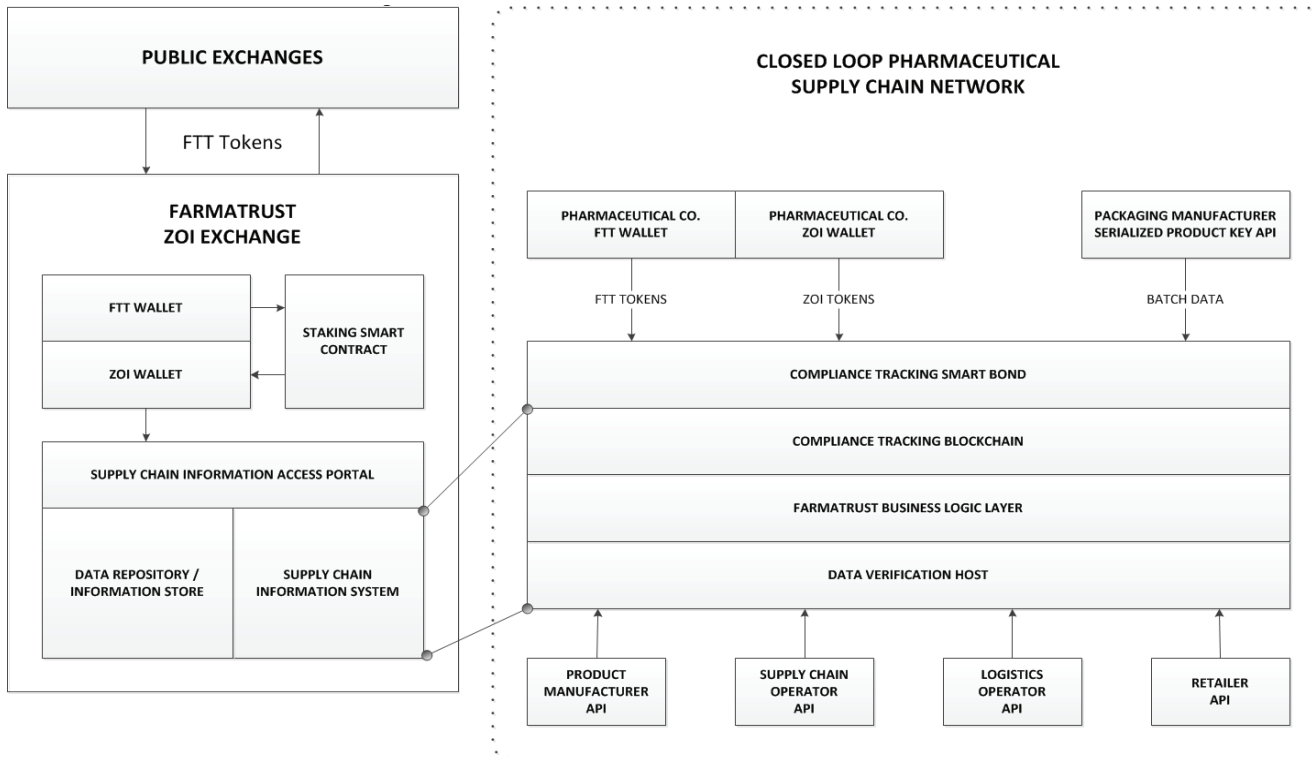 PUBLIC EXCHANGES
FTT Tokens
FARMATRUST
ZOI EXCHANGE
FTT WALLET
ZOI WALLET
STAKING SMART
CONTRACT
SUPPLY CHAIN INFORMATION ACCESS PORTAL
DATA REPOSITORY /
INFORMATION STORE
SUPPLY CHAIN
INFORMATION SYSTEM
CLOSED LOOP PHARMACEUTICAL
SUPPLY CHAIN NETWORK
PHARMACEUTICAL CO.
FTT WALLET
PHARMACEUTICAL CO.
ZOI WALLET
PACKAGING MANUFACTURER
SERIALIZED PRODUCT KEY API
FTT TOKENS
ZOI TOKENS
BATCH DATA
COMPLIANCE TRACKING SMART BOND
COMPLIANCE TRACKING BLOCKCHAIN
FARMATRUST BUSINESS LOGIC LAYER
DATA VERIFICATION HOST
PRODUCT
MANUFACTURER
API
SUPPLY CHAIN
OPERATOR
API
LOGISTICS
OPERATOR
API
RETAILER
API